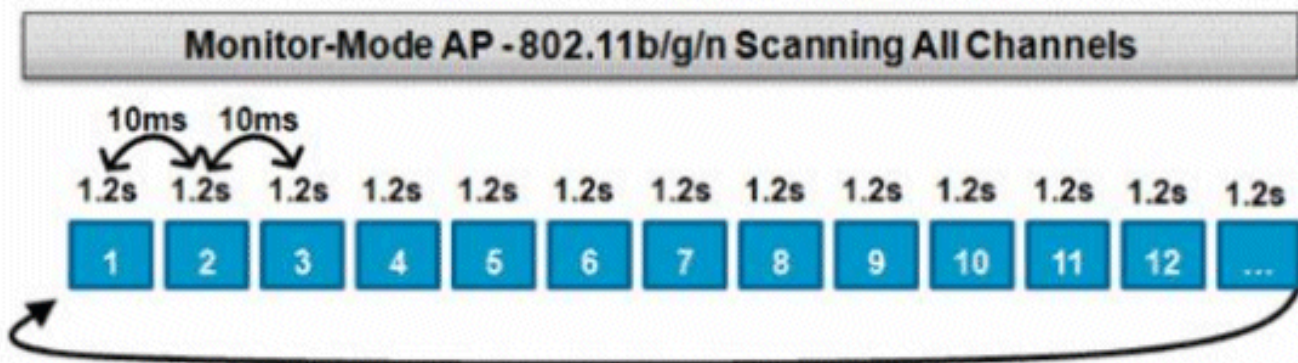 Monitor-Mode AP - 802.11b/g/n Scanning All Channels
10ms 10ms
1.2s 1.2s 1.2s 1.2s 1.2s 1.2s 1.2s 1.2s 1.2s 1.2s 1.2s 1.2s 1.2s
1 2 3 4 5 6 7 8 9 10 11 12 ...